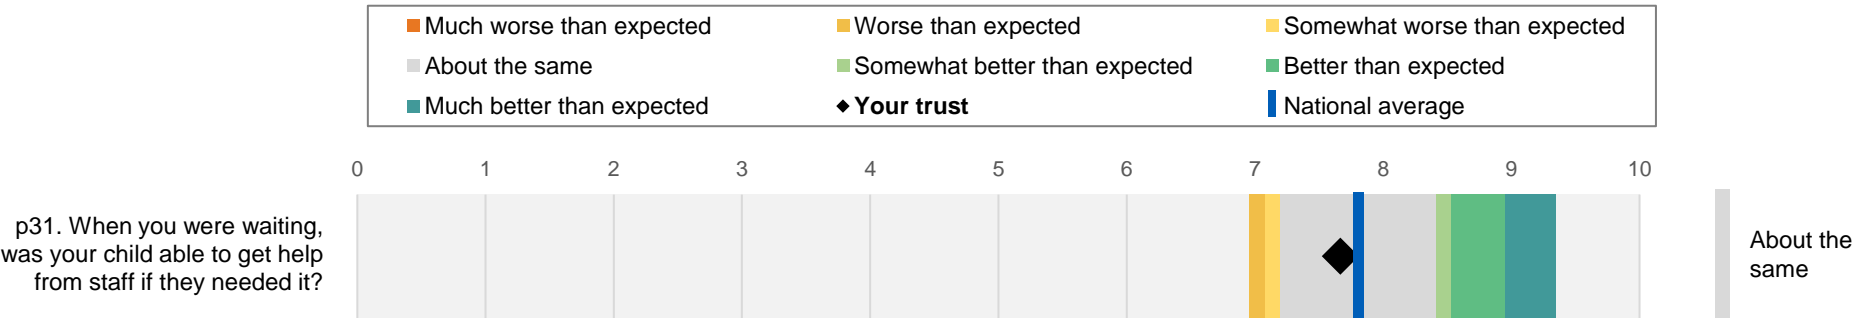 Much worse than expected
Worse than expected
Somewhat worse than expected
About the same
Somewhat better than expected
Better than expected
Much better than expected
Your trust
National average
0 1 2 3 4 5 6 7 8 9 10
p31. When you were waiting,
was your child able to get help
from staff if they needed it?
About the
same